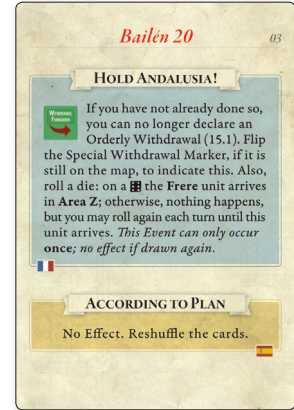 Bailén 20
03
HOLD ANDALUSIA!
WITHDRAWAL
FORBIDDEN
If you have not already done so,
you can no longer declare an
Orderly Withdrawal (15.1). Flip
the Special Withdrawal Marker, if it is
still on the map, to indicate this. Also,
roll a die: on a ⚅ the Frere unit arrives
in Area Z; otherwise, nothing happens,
but you may roll again each turn until this
unit arrives. This Event can only occur
once; no effect if drawn again.
ACCORDING TO PLAN
No Effect. Reshuffle the cards.